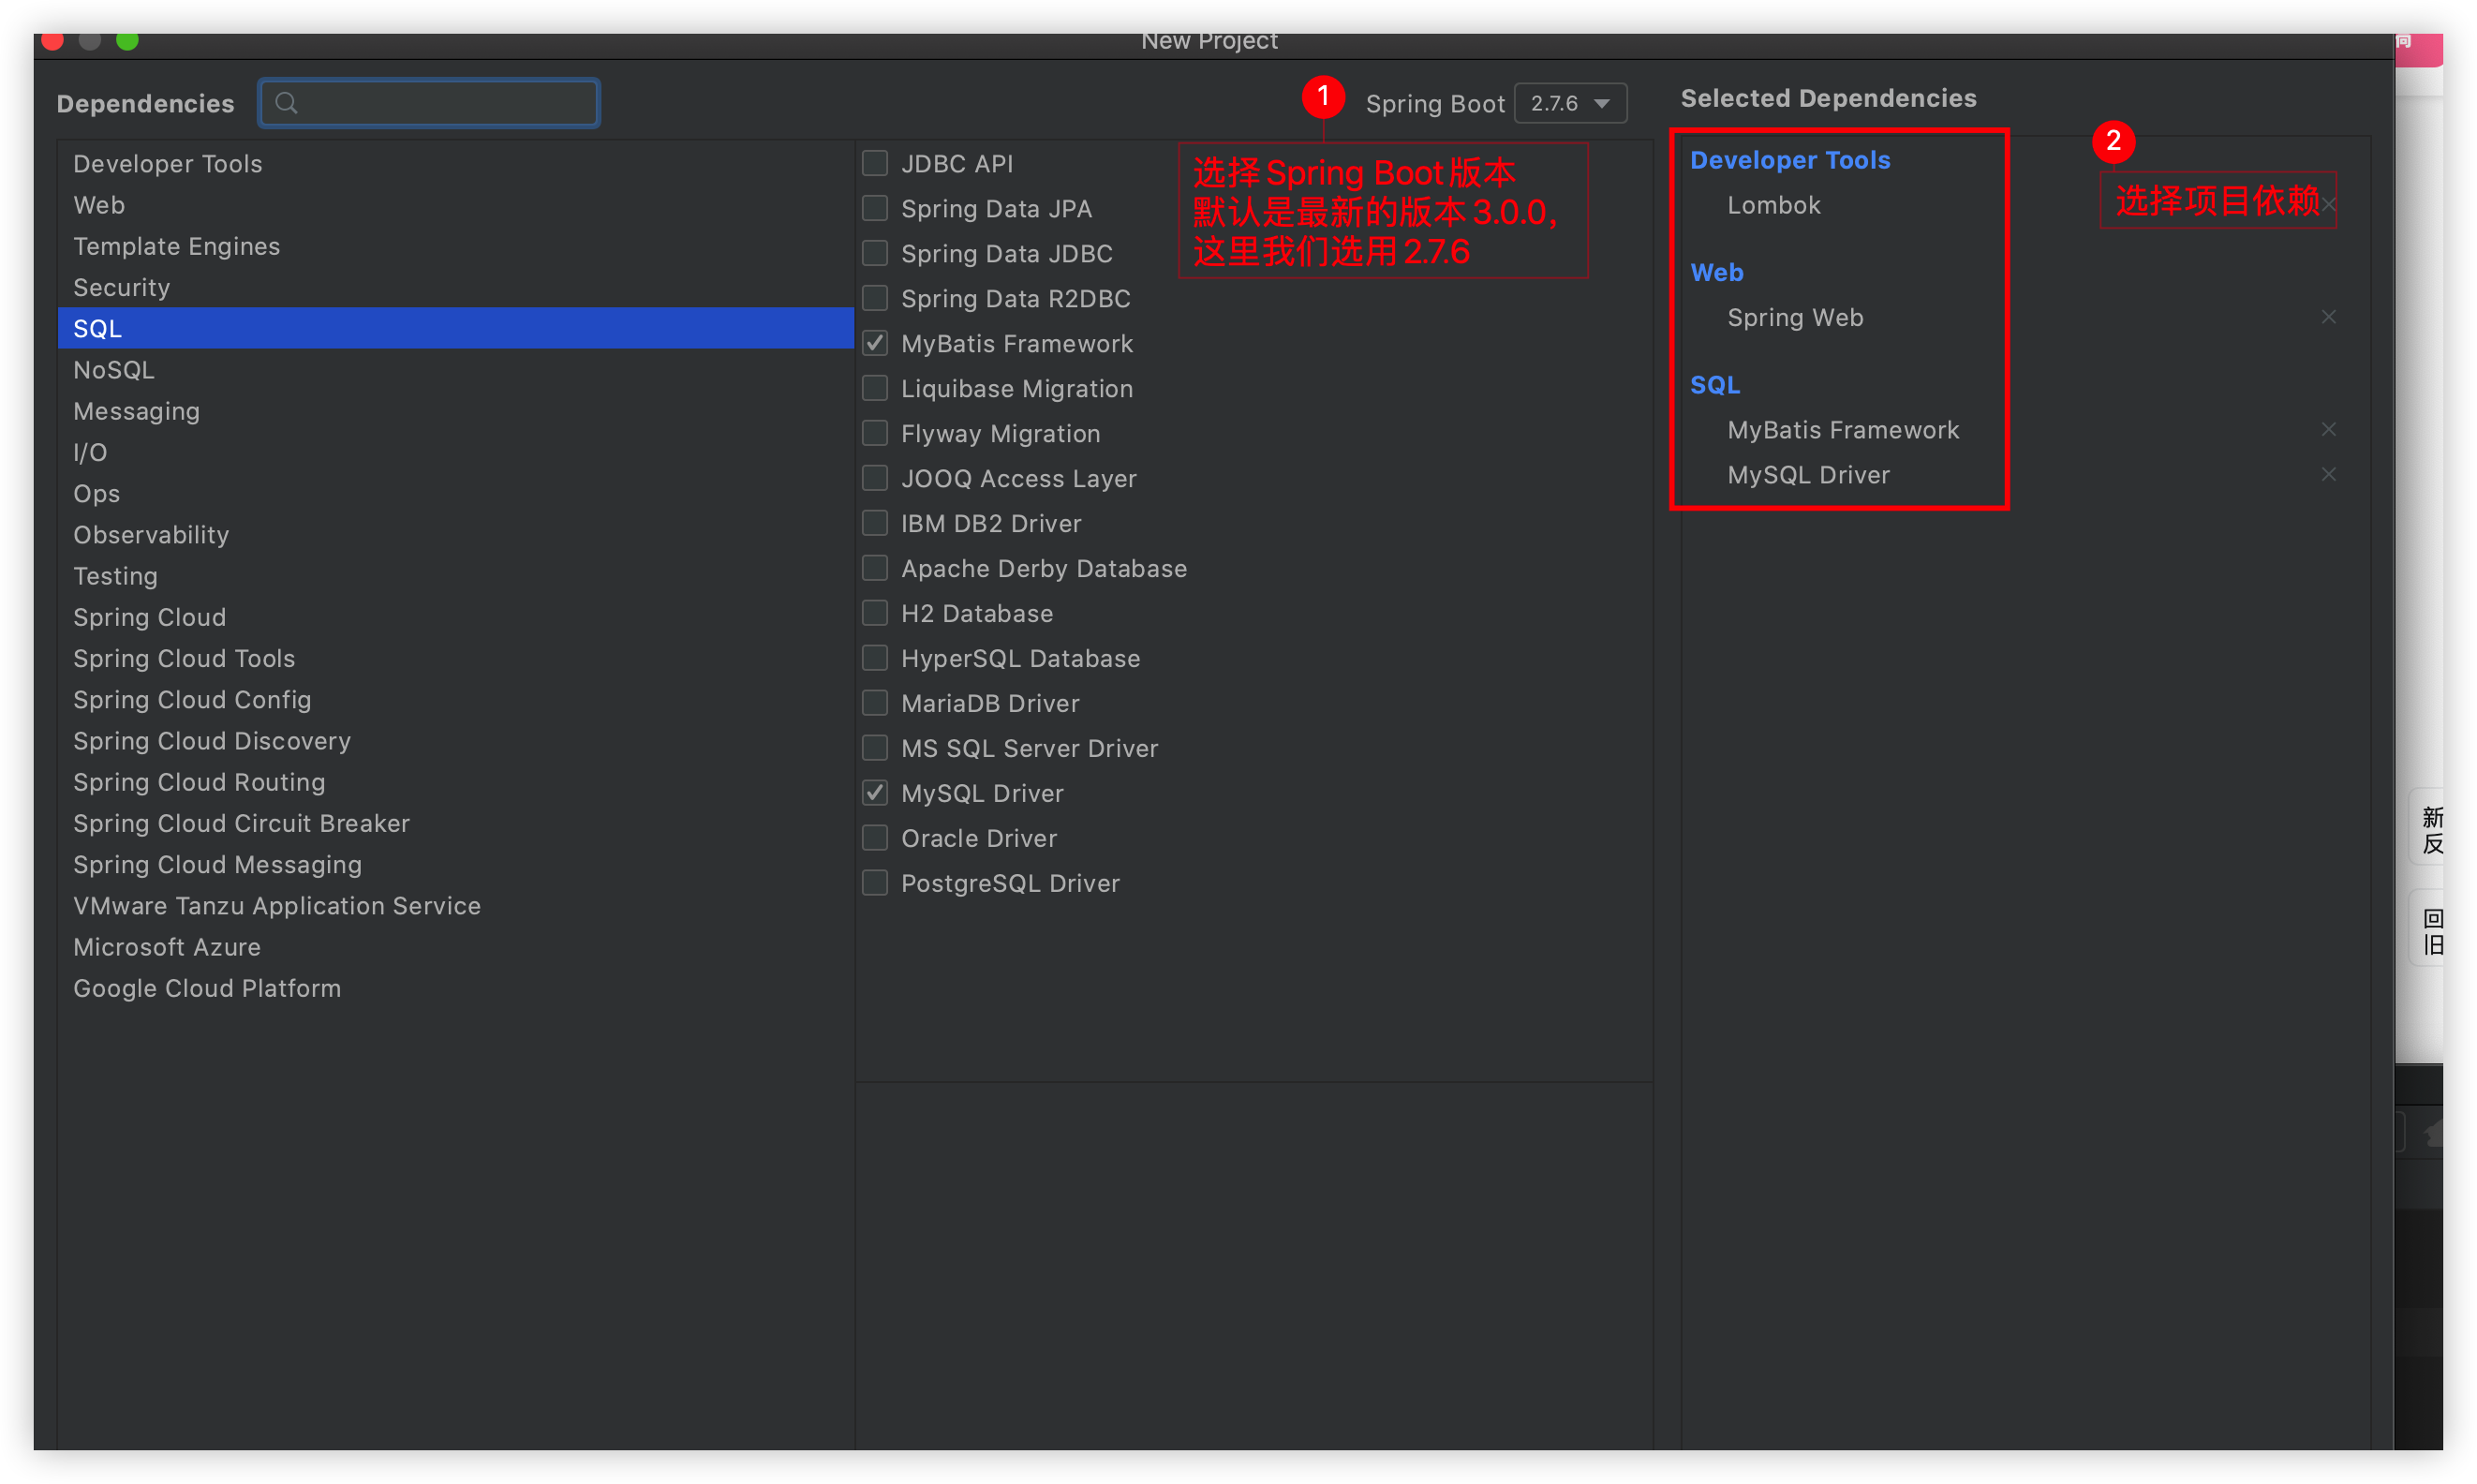 New Project
Dependencies
1
Spring Boot
2.7.6
Selected Dependencies
Developer Tools
Web
Template Engines
Security
SQL
NoSQL
Messaging
I/O
Ops
Observability
Testing
Spring Cloud
Spring Cloud Tools
Spring Cloud Config
Spring Cloud Discovery
Spring Cloud Routing
Spring Cloud Circuit Breaker
Spring Cloud Messaging
VMware Tanzu Application Service
Microsoft Azure
Google Cloud Platform
JDBC API
Spring Data JPA
Spring Data JDBC
Spring Data R2DBC
MyBatis Framework
Liquibase Migration
Flyway Migration
JOOQ Access Layer
IBM DB2 Driver
Apache Derby Database
H2 Database
HyperSQL Database
MariaDB Driver
MS SQL Server Driver
MySQL Driver
Oracle Driver
PostgreSQL Driver
选择Spring Boot版本
默认是最新的版本3.0.0，
这里我们选用2.7.6
Developer Tools
Lombok
Web
Spring Web
SQL
MyBatis Framework
MySQL Driver
2
选择项目依赖
新
反
回
旧